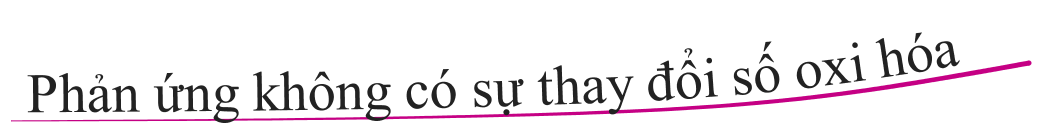 Phản ứng không có sự thay đổi số oxi hóa